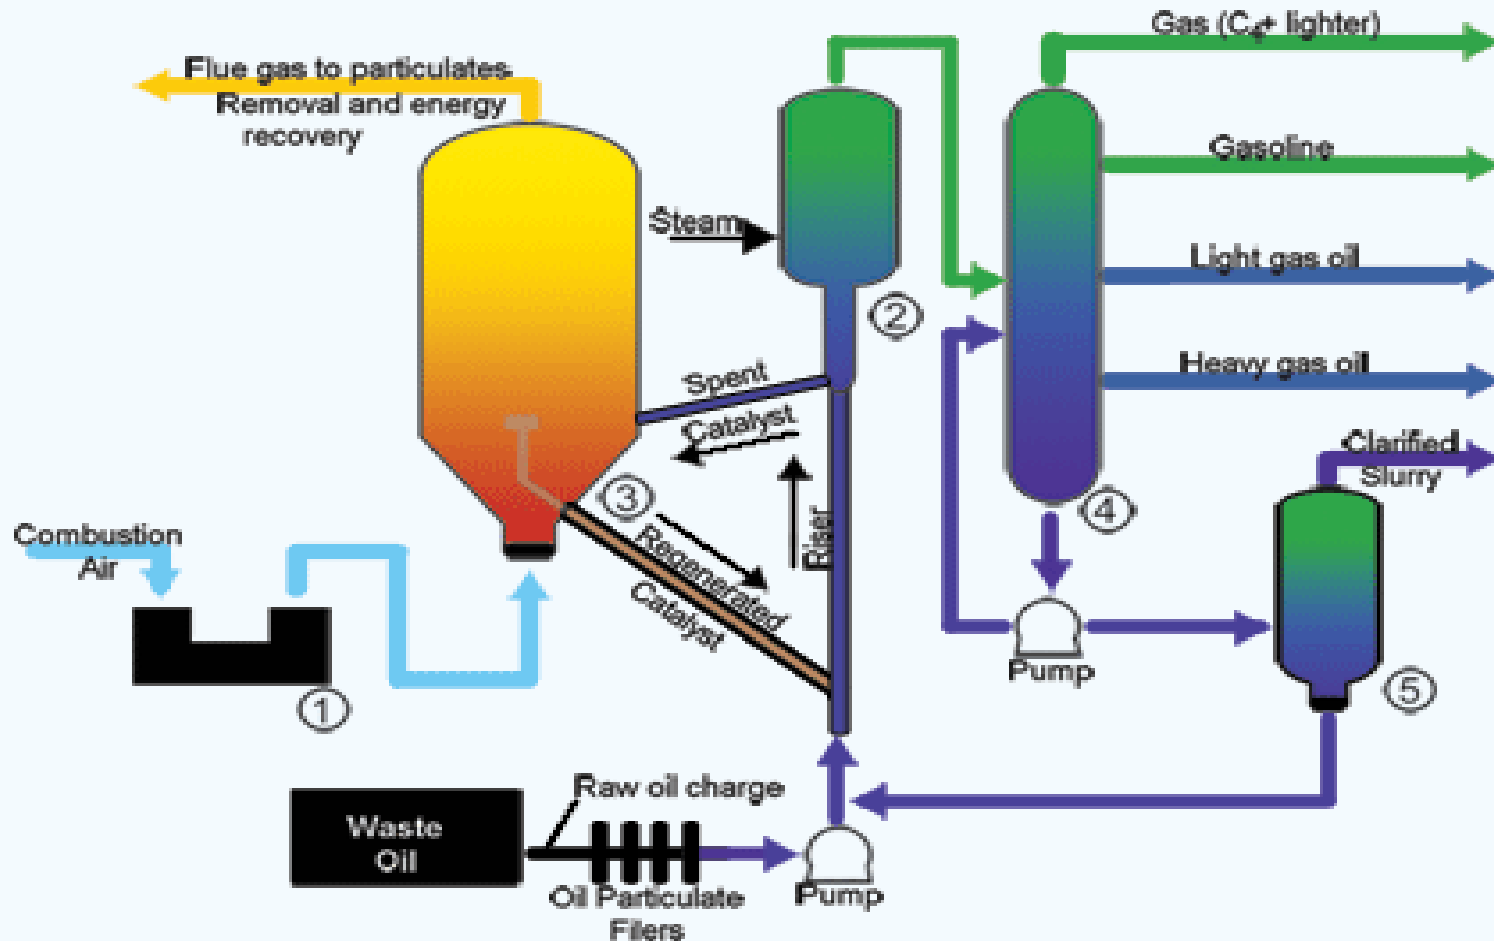 Gas (C4+ lighter)
Flue gas to particulates
Removal and energy
recovery
Gasoline
Steam
Light gas oil
2
Heavy gas oil
Spent
Catalyst
Clarified
Slurry
3
4
Combustion
Air
Riser
Regenerated
Catalyst
Pump
5
1
Raw oil charge
Waste
Oil
Pump
Oil Particulate
Filers